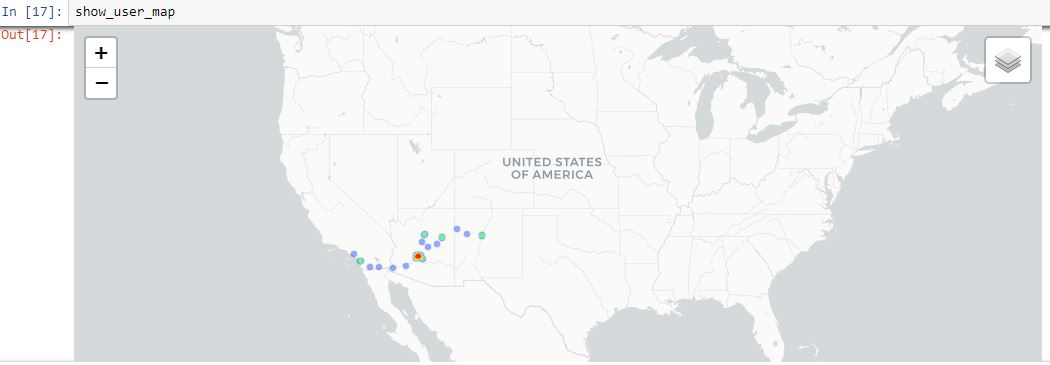 In [17]: show_user_map
Out[17]:
+
−
UNITED STATES
OF AMERICA